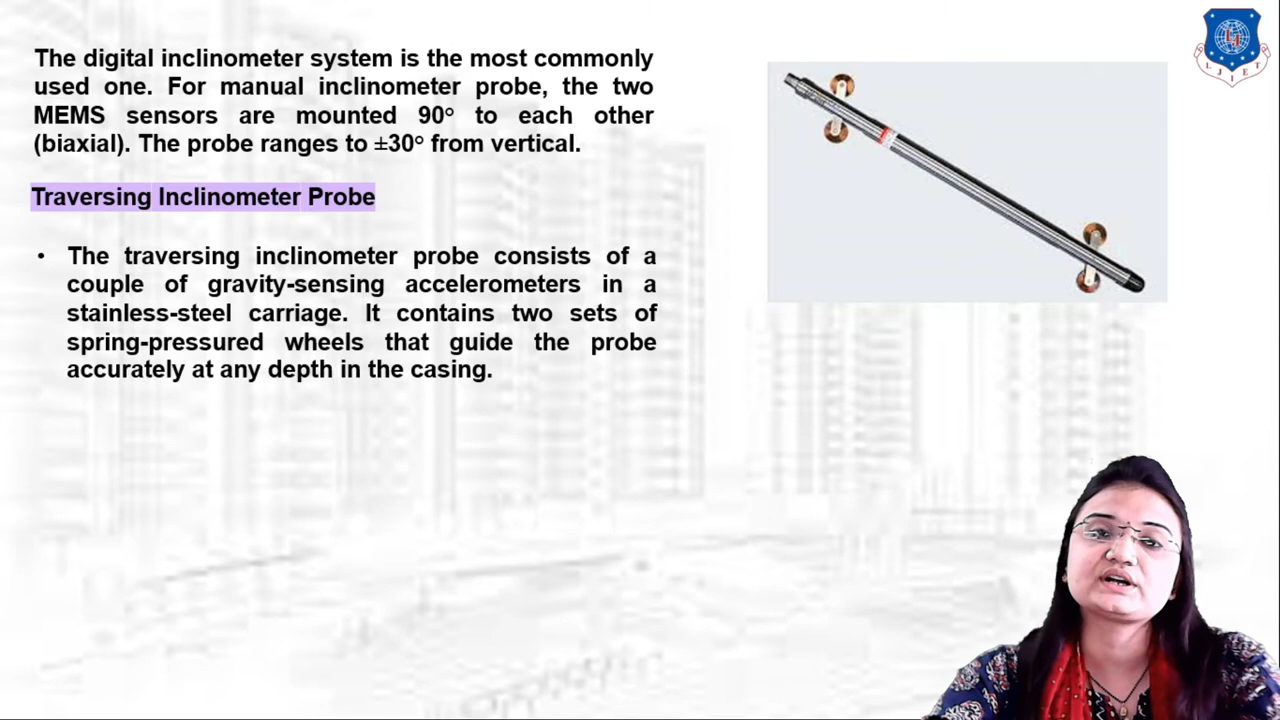 The digital inclinometer system is the most commonly
used one. For manual inclinometer probe, the two
MEMS sensors are mounted 90° to each other
(biaxial). The probe ranges to ±30° from vertical.
Traversing Inclinometer Probe
• The traversing inclinometer probe consists of a
couple of gravity-sensing accelerometers in a
stainless-steel carriage. It contains two sets of
spring-pressured wheels that guide the probe
accurately at any depth in the casing.
LJIET